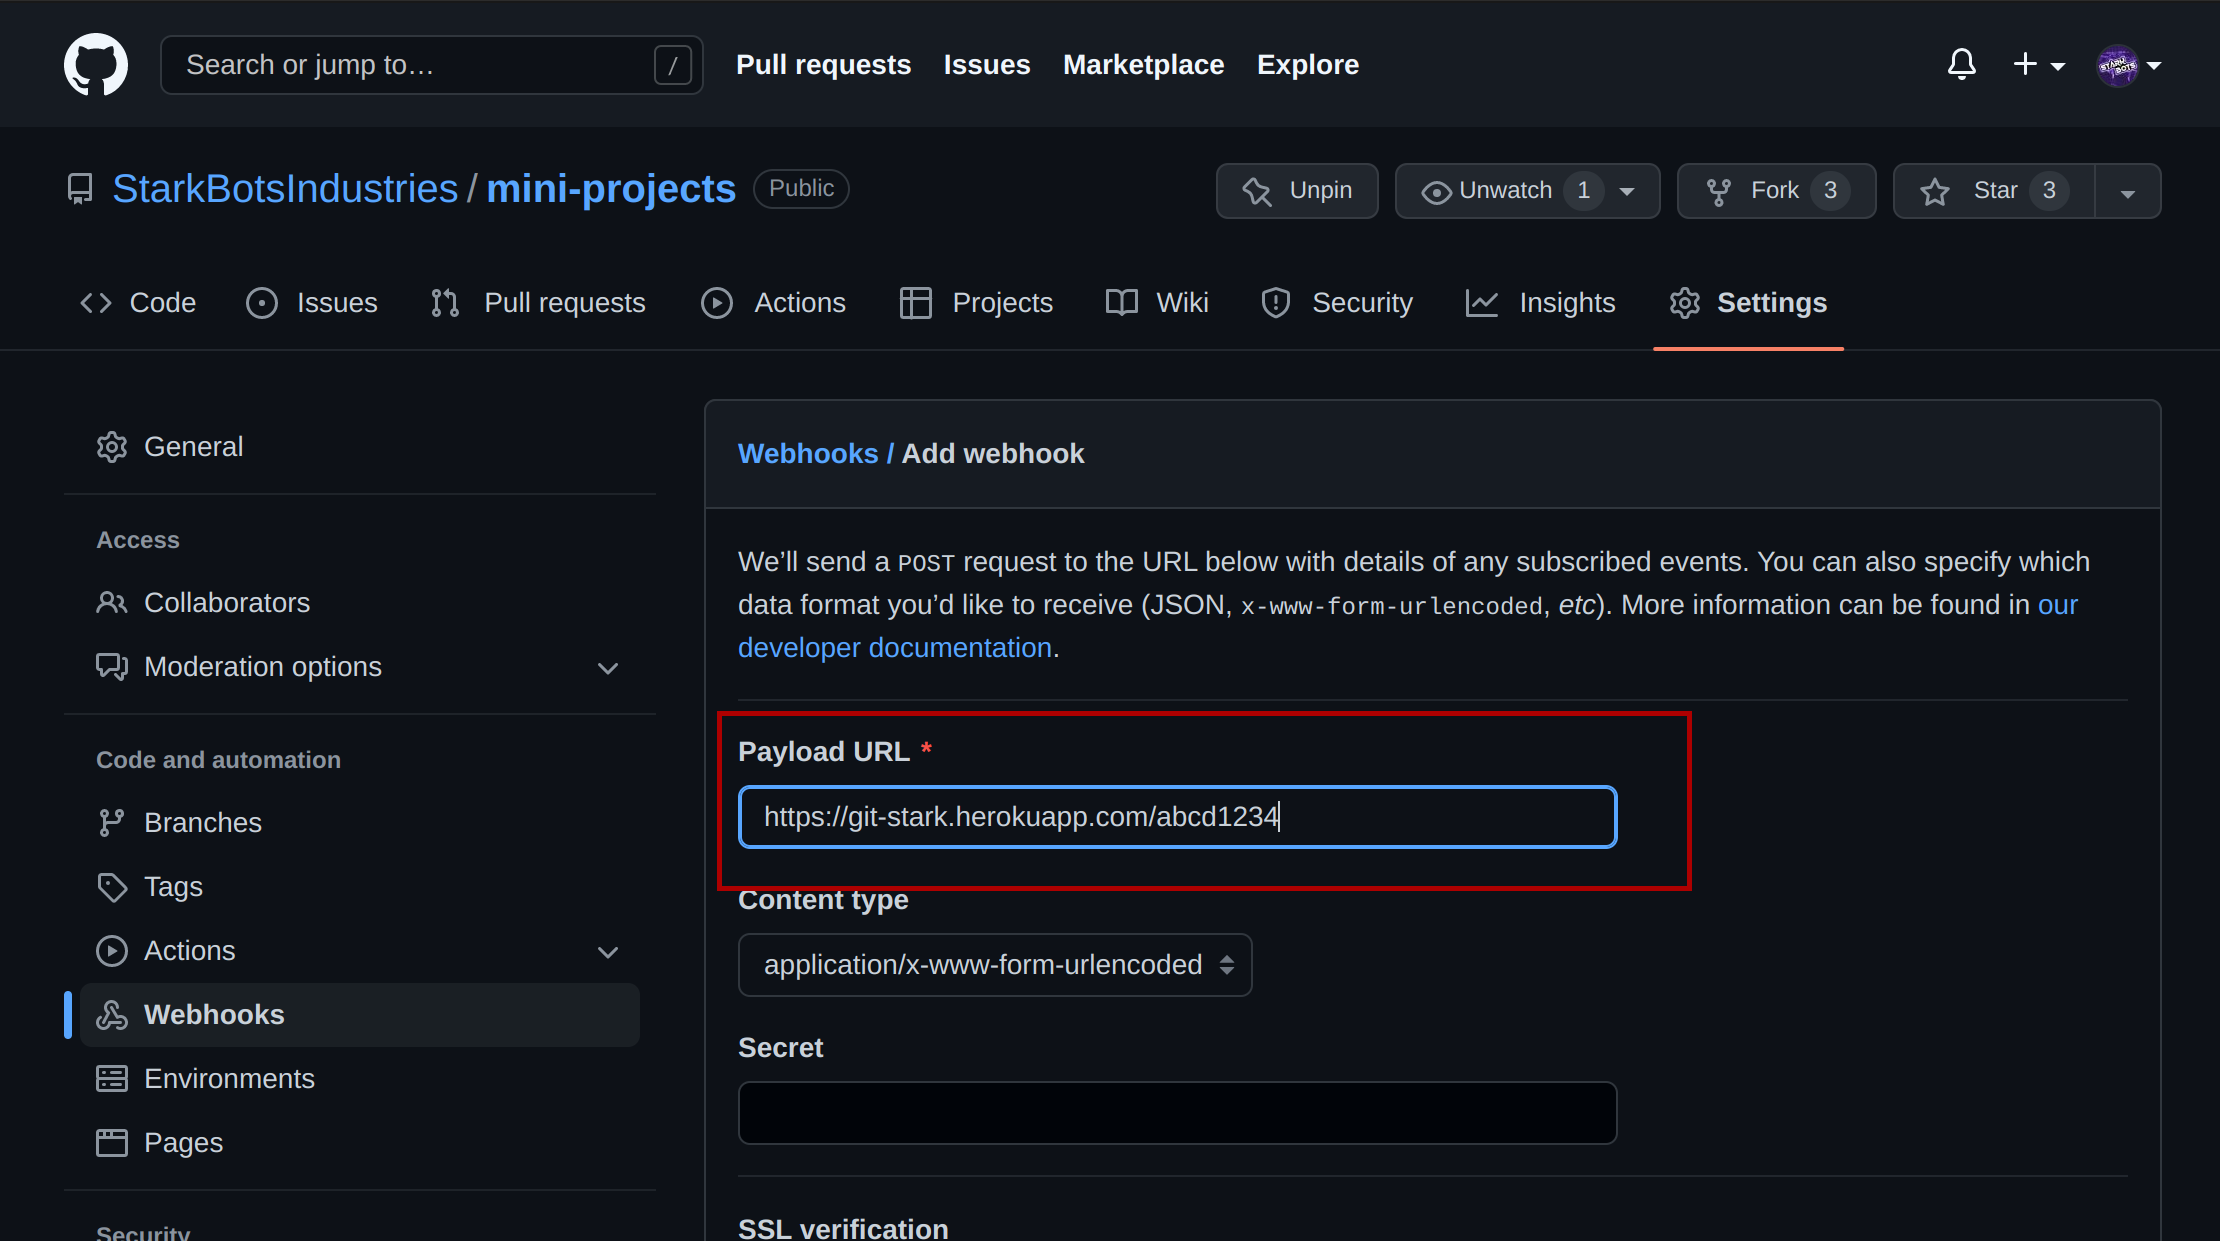 Search or jump to… /
Pull requests Issues Marketplace Explore
STARK BOTS
StarkBotsIndustries / mini-projects Public
Unpin Unwatch 1 Fork 3 Star 3
Code Issues Pull requests Actions Projects Wiki Security Insights Settings
General
Access
Collaborators
Moderation options
Code and automation
Branches
Tags
Actions
Webhooks
Environments
Pages
Security
Webhooks / Add webhook
We’ll send a POST request to the URL below with details of any subscribed events. You can also specify which
data format you’d like to receive (JSON, x-www-form-urlencoded, etc). More information can be found in our
developer documentation.
Payload URL *
https://git-stark.herokuapp.com/abcd1234
Content type
application/x-www-form-urlencoded
Secret
SSL verification